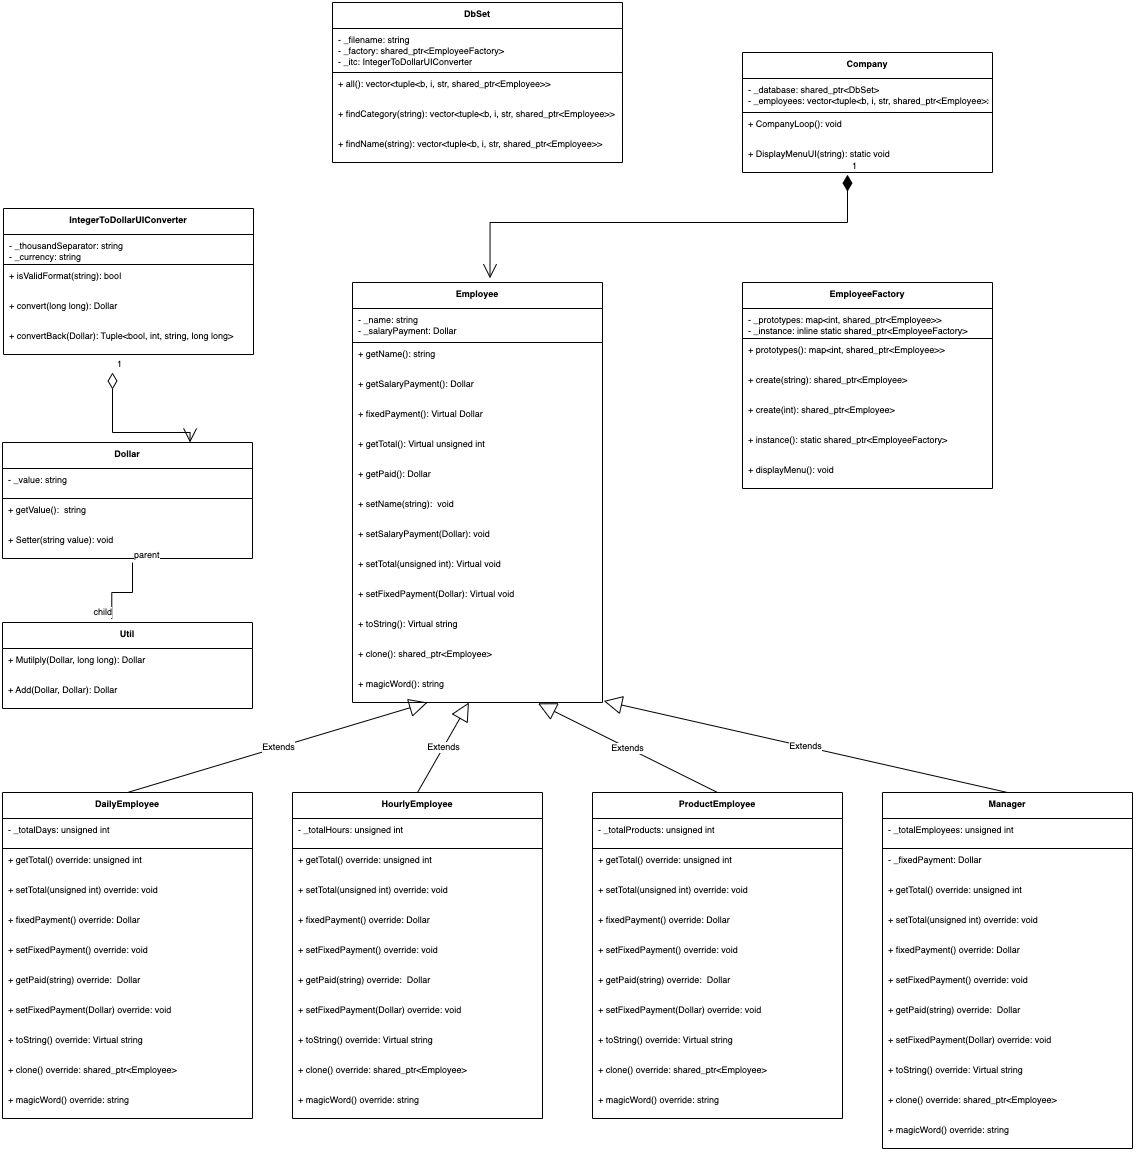 DbSet
- _filename: string
- _factory: shared_ptr<EmployeeFactory>
- _itc: IntegerToDollarUIConverter
+ all(): vector<tuple<b, i, str, shared_ptr<Employee>>
+ findCategory(string): vector<tuple<b, i, str, shared_ptr<Employee>>
+ findName(string): vector<tuple<b, i, str, shared_ptr<Employee>>
Company
- _database: shared_ptr<DbSet>
- _employees: vector<tuple<b, i, str, shared_ptr<Employee>:
+ CompanyLoop(): void
+ DisplayMenuUI(string): static void
1
IntegerToDollarUIConverter
- _thousandSeparator: string
- _currency: string
+ isValidFormat(string): bool
+ convert(long long): Dollar
+ convertBack(Dollar): Tuple<bool, int, string, long long>
1
Dollar
- _value: string
+ getValue():  string
+ Setter(string value): void
parent
child
Util
+ Mutilply(Dollar, long long): Dollar
+ Add(Dollar, Dollar): Dollar
Employee
- _name: string
- _salaryPayment: Dollar
+ getName(): string
+ getSalaryPayment(): Dollar
+ fixedPayment(): Virtual Dollar
+ getTotal(): Virtual unsigned int
+ getPaid(): Dollar
+ setName(string):  void
+ setSalaryPayment(Dollar): void
+ setTotal(unsigned int): Virtual void
+ setFixedPayment(Dollar): Virtual void
+ toString(): Virtual string
+ clone(): shared_ptr<Employee>
+ magicWord(): string
EmployeeFactory
- _prototypes: map<int, shared_ptr<Employee>>
- _instance: inline static shared_ptr<EmployeeFactory>
+ prototypes(): map<int, shared_ptr<Employee>>
+ create(string): shared_ptr<Employee>
+ create(int): shared_ptr<Employee>
+ instance(): static shared_ptr<EmployeeFactory>
+ displayMenu(): void
Extends
Extends
Extends
Extends
DailyEmployee
- _totalDays: unsigned int
+ getTotal() override: unsigned int
+ setTotal(unsigned int) override: void
+ fixedPayment() override: Dollar
+ setFixedPayment() override: void
+ getPaid(string) override:  Dollar
+ setFixedPayment(Dollar) override: void
+ toString() override: Virtual string
+ clone() override: shared_ptr<Employee>
+ magicWord() override: string
HourlyEmployee
- _totalHours: unsigned int
+ getTotal() override: unsigned int
+ setTotal(unsigned int) override: void
+ fixedPayment() override: Dollar
+ setFixedPayment() override: void
+ getPaid(string) override:  Dollar
+ setFixedPayment(Dollar) override: void
+ toString() override: Virtual string
+ clone() override: shared_ptr<Employee>
+ magicWord() override: string
ProductEmployee
- _totalProducts: unsigned int
+ getTotal() override: unsigned int
+ setTotal(unsigned int) override: void
+ fixedPayment() override: Dollar
+ setFixedPayment() override: void
+ getPaid(string) override:  Dollar
+ setFixedPayment(Dollar) override: void
+ toString() override: Virtual string
+ clone() override: shared_ptr<Employee>
+ magicWord() override: string
Manager
- _totalEmployees: unsigned int
- _fixedPayment: Dollar
+ getTotal() override: unsigned int
+ setTotal(unsigned int) override: void
+ fixedPayment() override: Dollar
+ setFixedPayment() override: void
+ getPaid(string) override:  Dollar
+ setFixedPayment(Dollar) override: void
+ toString() override: Virtual string
+ clone() override: shared_ptr<Employee>
+ magicWord() override: string